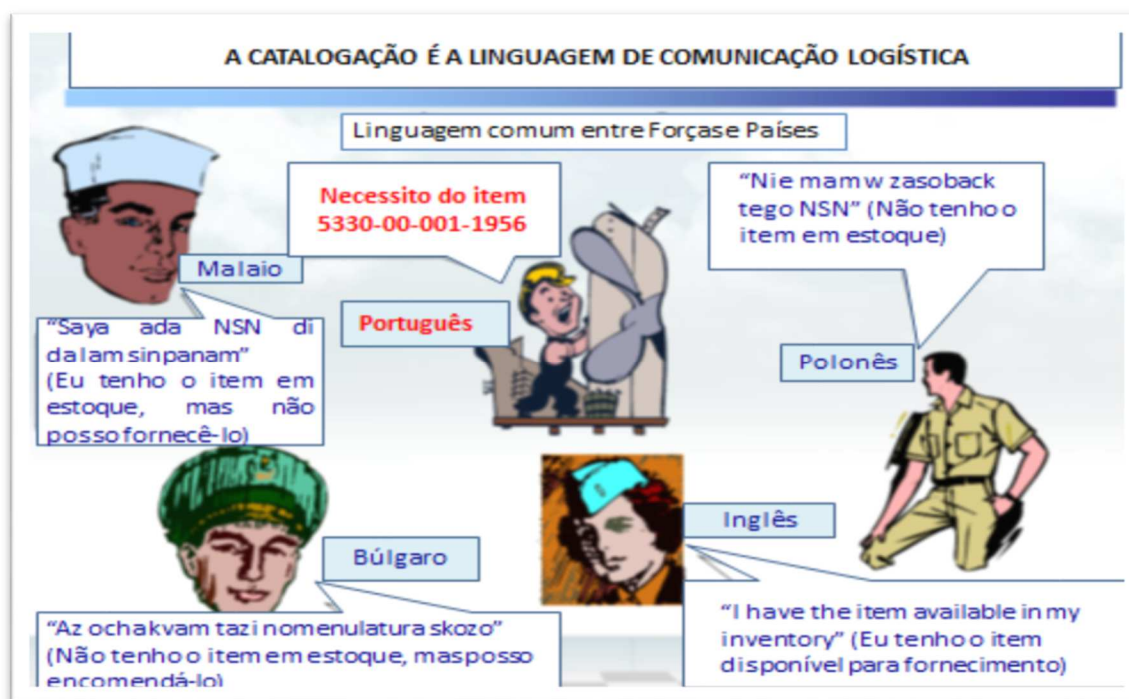 A CATALOGAÇÃO É A LINGUAGEM DE COMUNICAÇÃO LOGÍSTICA
Linguagem comum entre Forçase Países
Necessito do item
5330-00-001-1956
"Nie mam w zasoback
tego NSN" (Não tenho o
item em estoque)
Malaio
Português
"Saya ada NSN di
dalam sinpanam"
(Eu tenho o item em
estoque, mas não
posso fornecê-lo)
Polonês
Inglês
Búlgaro
"Az ochakvam tazi nomenulatura skozo"
(Não tenho o item em estoque, mas posso
encomendá-lo)
"I have the item available in my
inventory" (Eu tenho o item
disponível para fornecimento)